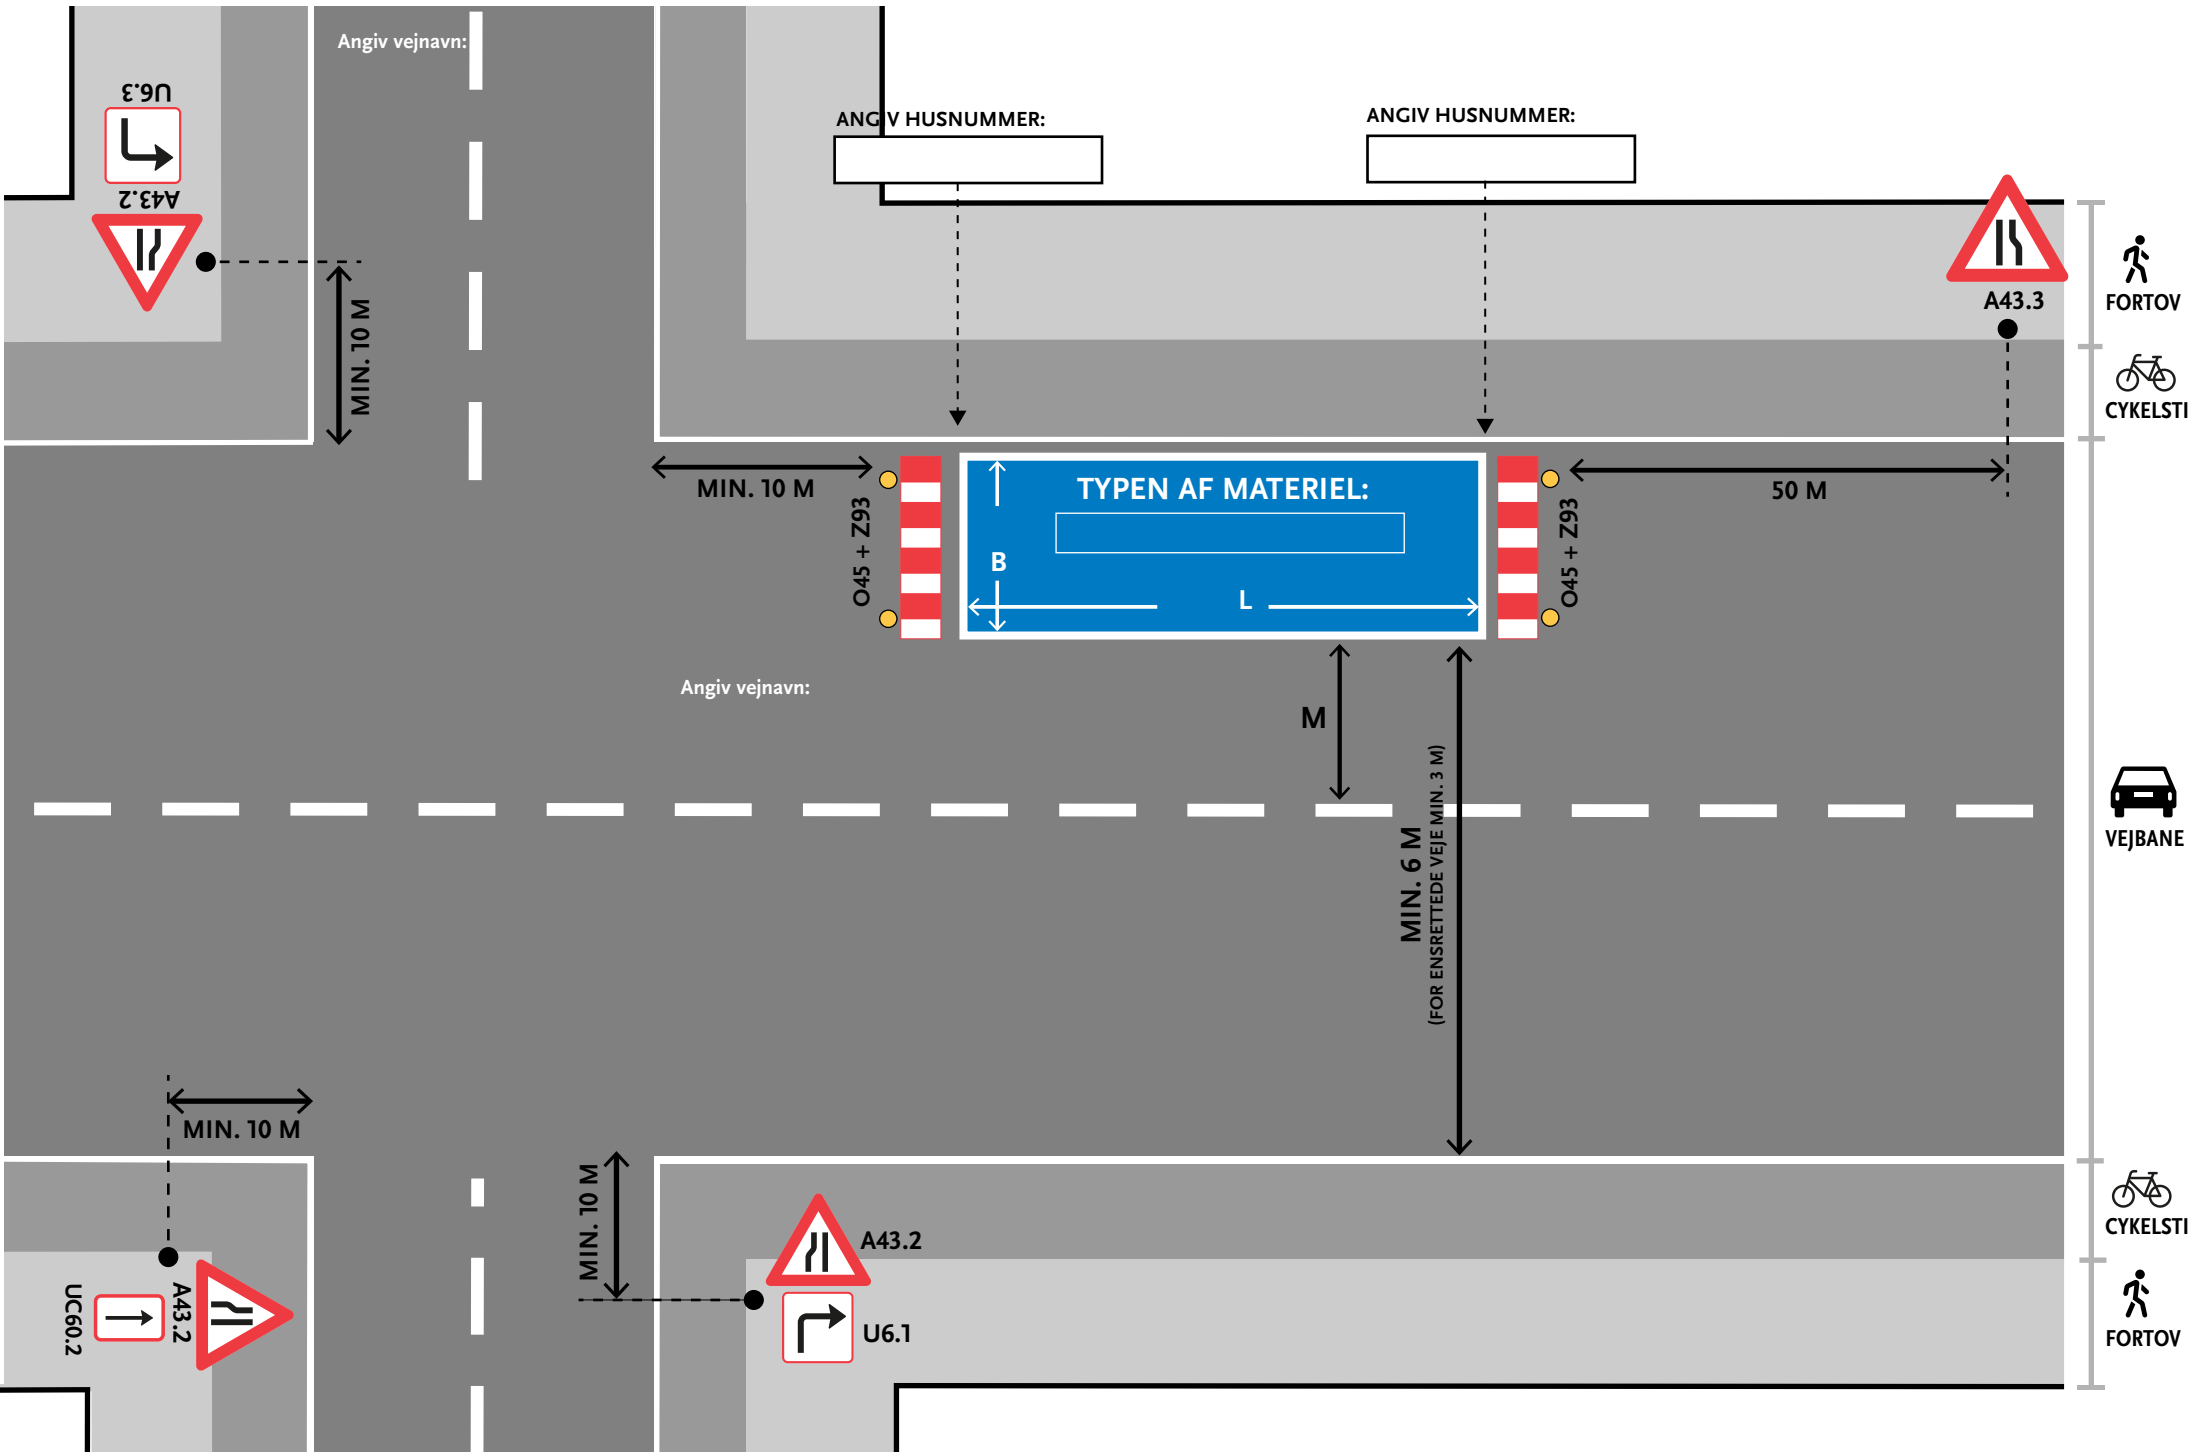 Angiv vejnavn:
U6.3
A43.2
MIN. 10 M
ANGIV HUSNUMMER:
ANGIV HUSNUMMER:
A43.3
FORTOV
CYKELSTI
MIN. 10 M
O45 + Z93
TYPEN AF MATERIEL:
B
L
O45 + Z93
50 M
Angiv vejnavn:
M
MIN. 6 M
(FOR ENSRETTEDE VEJE MIN. 3 M)
VEJBANE
MIN. 10 M
UC60.2
A43.2
MIN. 10 M
A43.2
U6.1
CYKELSTI
FORTOV